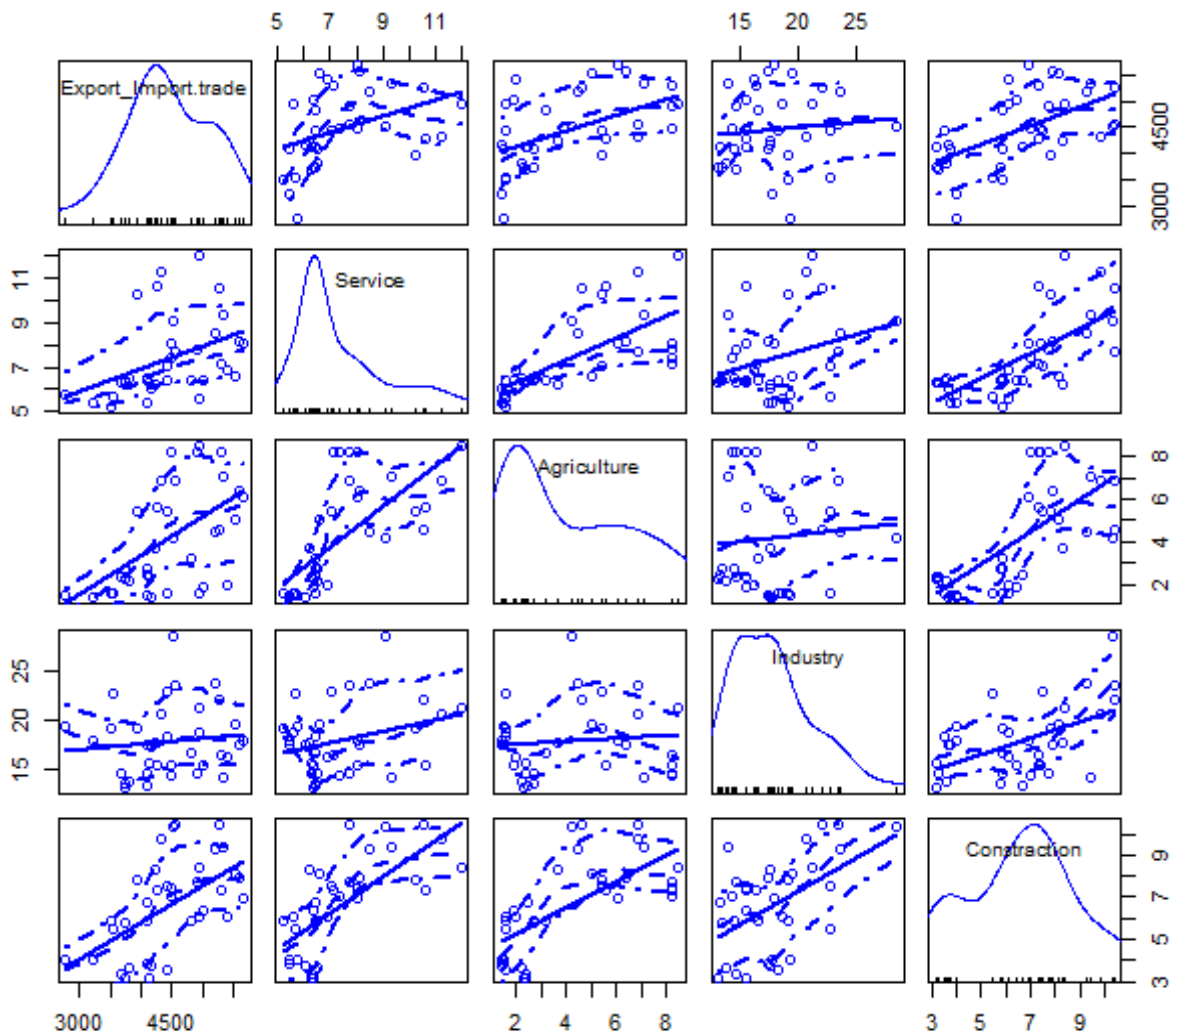 5 7 9 11
15 20 25
Export_Import.trade
3000 4500
5 7 9 11
Service
Agriculture
2 4 6 8
15 20 25
Industry
Constraction
3 5 7 9
3000 4500
2 4 6 8
3 5 7 9